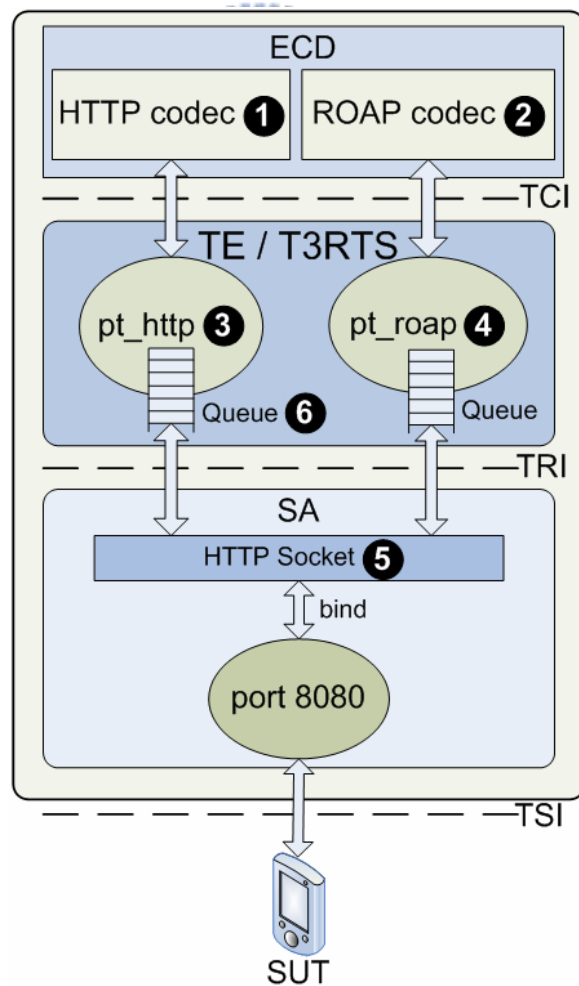 ECD
HTTP codec 1
ROAP codec 2
TCI
TE / T3RTS
pt_http 3
pt_roap 4
Queue 6
Queue
TRI
SA
HTTP Socket 5
bind
port 8080
TSI
SUT